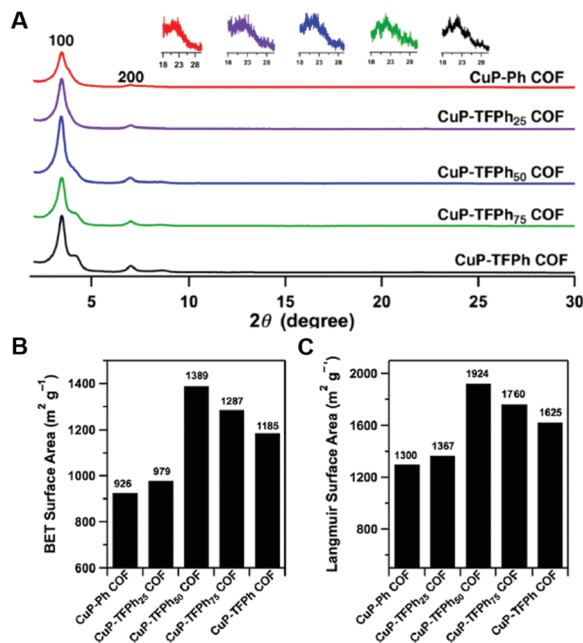 A
18 23 28 18 23 28 18 23 28 18 23 28 18 23 28
100
200
CuP-Ph COF
CuP-TFPh25 COF
CuP-TFPh50 COF
CuP-TFPh75 COF
CuP-TFPh COF
5 10 15 20 25 30
2θ (degree)
B
BET Surface Area (m² g⁻¹)
1400
1200
1000
800
600
926
979
1389
1287
1185
CuP-Ph COF
CuP-TFPh25 COF
CuP-TFPh50 COF
CuP-TFPh75 COF
CuP-TFPh COF
C
Langmuir Surface Area (m² g⁻
2000
1600
1200
800
1300
1367
1924
1760
1625
CuP-Ph COF
CuP-TFPh25 COF
CuP-TFPh50 COF
CuP-TFPh75 COF
CuP-TFPh COF